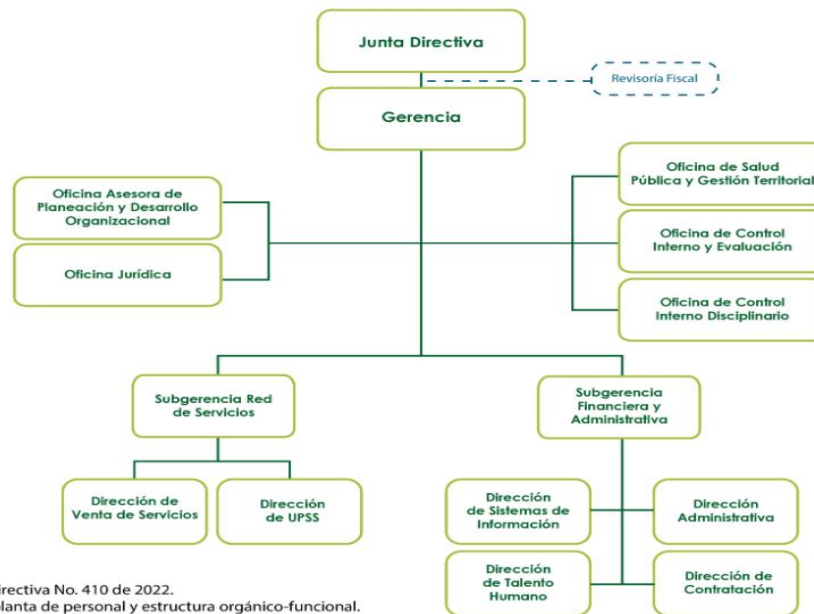 Junta Directiva
Revisoría Fiscal
Gerencia
Oficina Asesora de
Planeación y Desarrollo
Organizacional
Oficina Jurídica
Oficina de Salud
Pública y Gestión Territorial
Oficina de Control
Interno y Evaluación
Oficina de Control
Interno Disciplinario
Subgerencia Red
de Servicios
Subgerencia
Financiera y
Administrativa
Dirección de
Venta de Servicios
Dirección
de UPSS
Dirección
de Sistemas de
Información
Dirección
Administrativa
Dirección
de Talento
Humano
Dirección de
Contratación
irectiva No. 410 de 2022.
planta de personal y estructura orgánico-funcional.